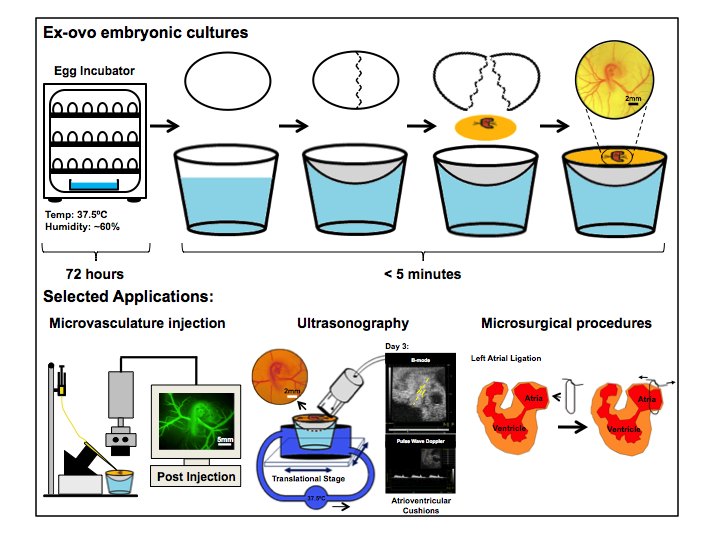 Ex-ovo embryonic cultures
Egg Incubator
2mm
Temp: 37.5ºC
Humidity: ~60%
72 hours
< 5 minutes
Selected Applications:
Microvasculature injection
Ultrasonography
Microsurgical procedures
Day 3:
B-mode
Left Atrial Ligation
2mm
Atria
Atria
Ventricle
Ventricle
5mm
Pulse Wave Doppler
Post Injection
Translational Stage
37.5ºC
Atrioventricular
Cushions